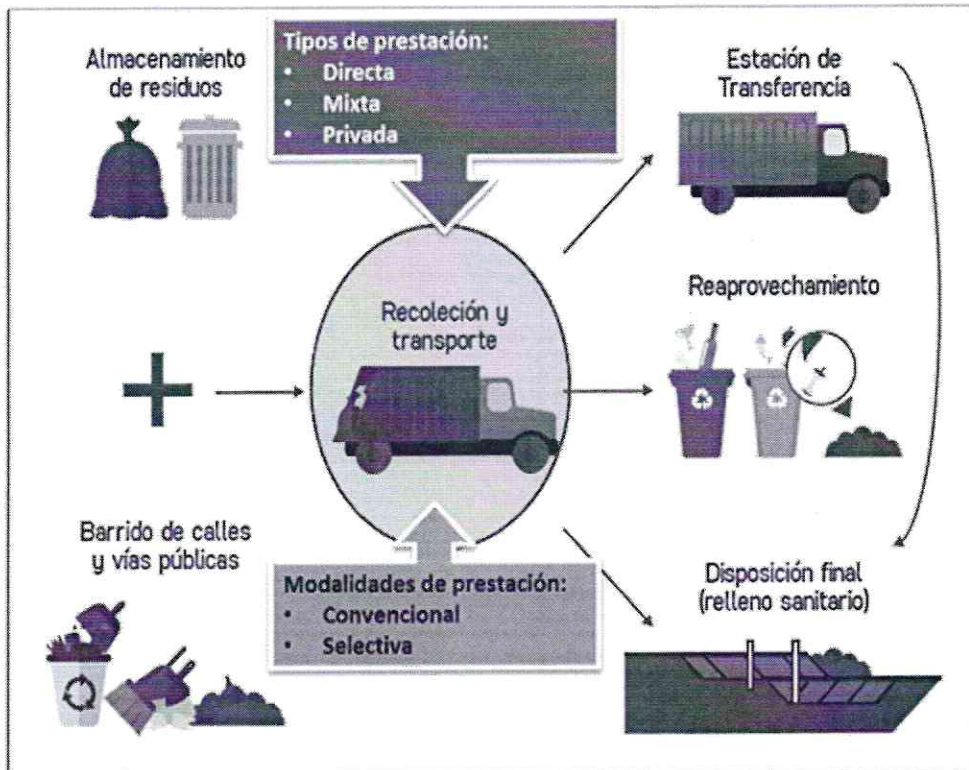 Almacenamiento
de residuos
Tipos de prestación:
• Directa
• Mixta
• Privada
Estación de
Transferencia
Recoleción y
transporte
Reaprovechamiento
Barrido de calles
y vías públicas
Modalidades de prestación:
• Convencional
• Selectiva
Disposición final
(relleno sanitario)